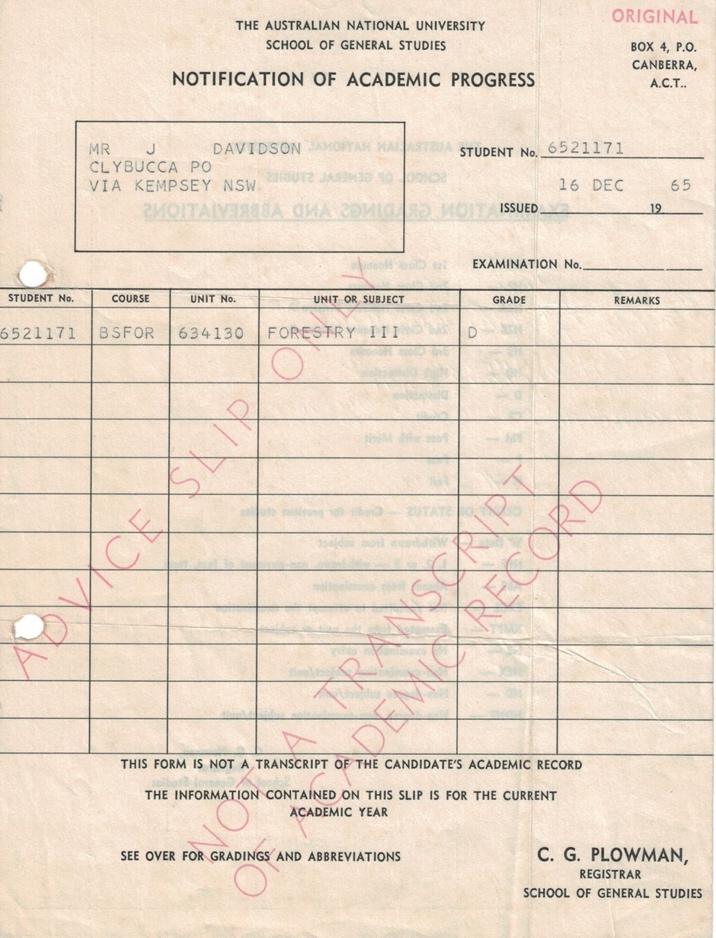 ORIGINAL
THE AUSTRALIAN NATIONAL UNIVERSITY
SCHOOL OF GENERAL STUDIES
BOX 4, P.O.
CANBERRA,
A.C.T..
NOTIFICATION OF ACADEMIC PROGRESS
MR J DAVIDSON
CLYBUCCA PO
VIA KEMPSEY NSW
STUDENT No. 6521171
16 DEC 65
ISSUED 19
EXAMINATION No.
STUDENT No. COURSE UNIT No. UNIT OR SUBJECT GRADE REMARKS
6521171 BSFOR 634130 FORESTRY III D
ADVICE SLIP ONLY
NOT A TRANSCRIPT
OF ACADEMIC RECORD
THIS FORM IS NOT A TRANSCRIPT OF THE CANDIDATE'S ACADEMIC RECORD
THE INFORMATION CONTAINED ON THIS SLIP IS FOR THE CURRENT
ACADEMIC YEAR
SEE OVER FOR GRADINGS AND ABBREVIATIONS
C. G. PLOWMAN,
REGISTRAR
SCHOOL OF GENERAL STUDIES